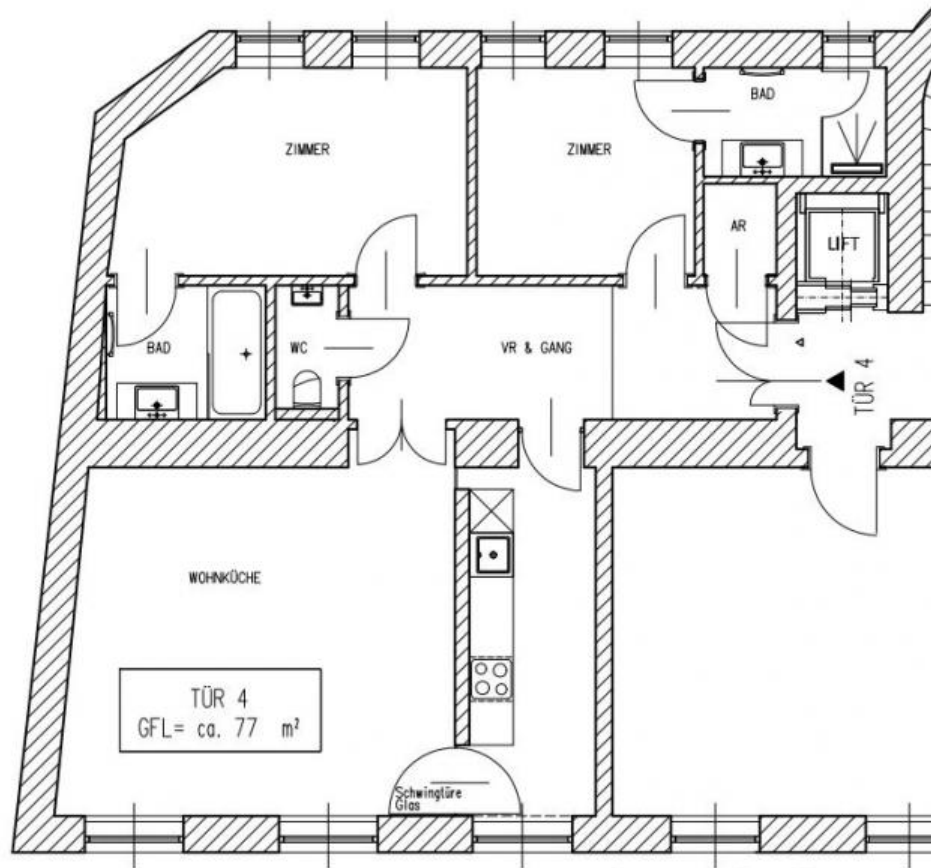 BAD
ZIMMER
ZIMMER
AR
LIFT
BAD
WC
VR & GANG
TÜR 4
WOHNKÜCHE
TÜR 4
GFL= ca. 77 m²
Schwingtüre
Glas